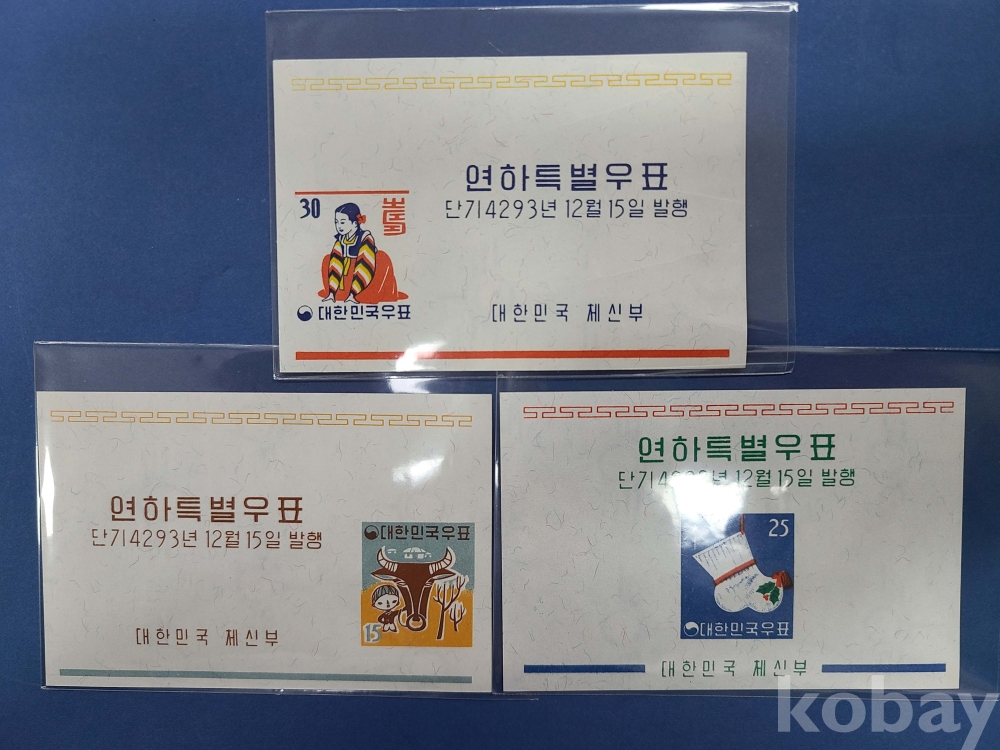 연하특별우표
단기4293년 12월 15일 발행
30
대한민국우표
대한민국 체신부
연하특별우표
단기4293년 12월 15일 발행
대한민국우표
15
대한민국 체신부
연하특별우표
단기 년 12월 15일 발행
25
대한민국우표
대한민국 체신부
kobay